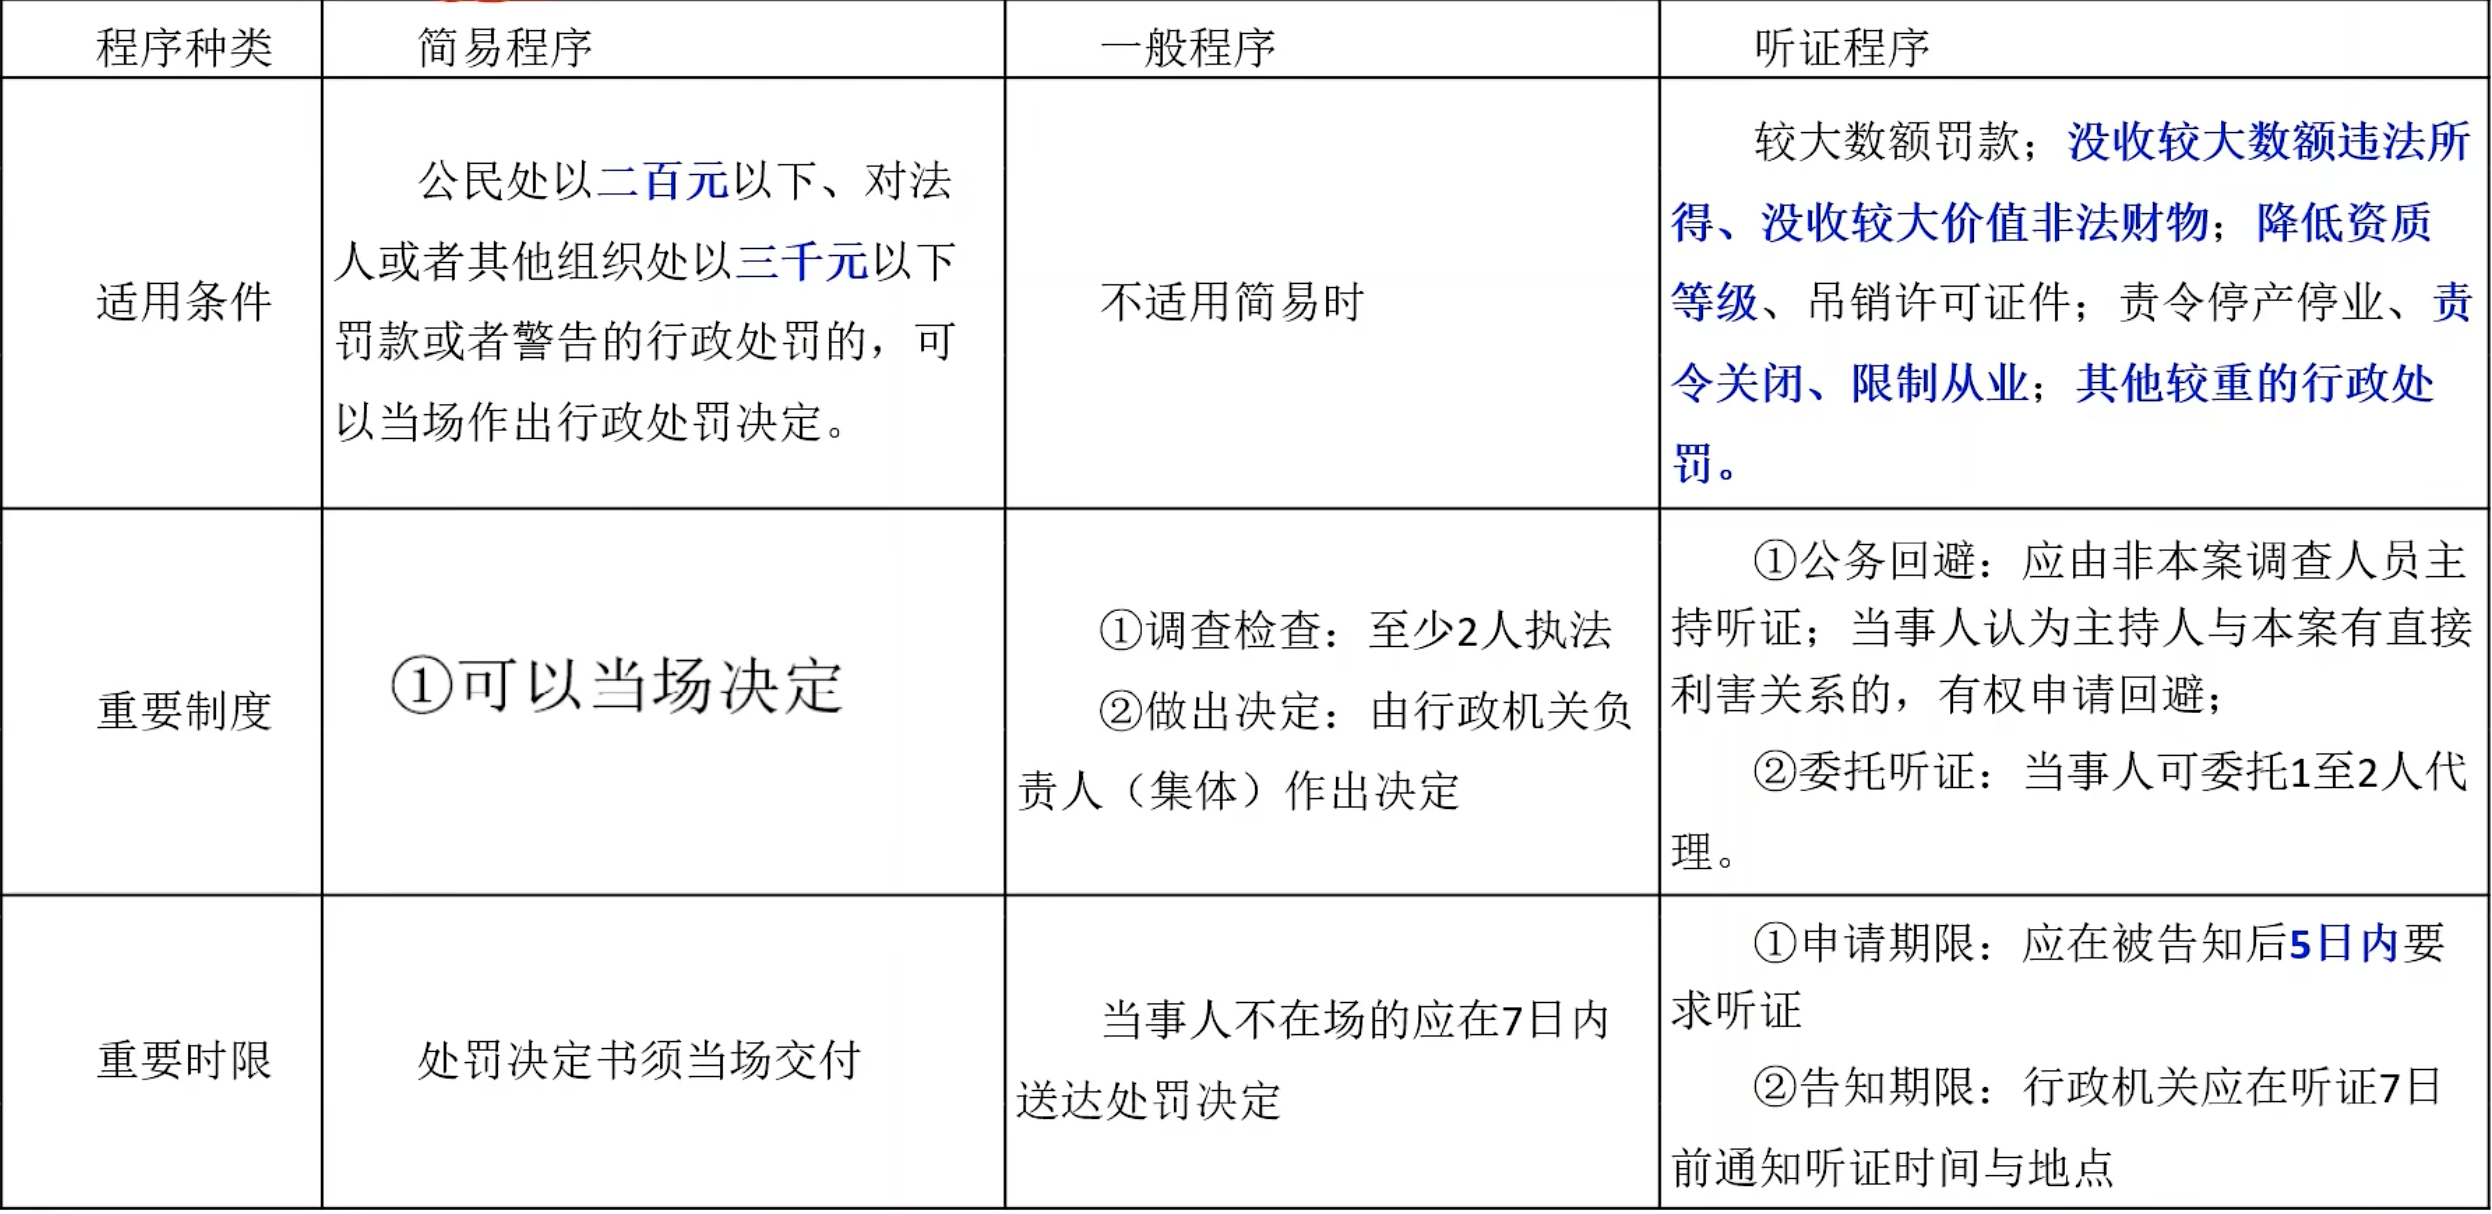 程序种类
简易程序
一般程序
听证程序
适用条件
公民处以二百元以下、对法
人或者其他组织处以三千元以下
罚款或者警告的行政处罚的，可
以当场作出行政处罚决定。
不适用简易时
较大数额罚款；没收较大数额违法所
得、没收较大价值非法财物；降低资质
等级、吊销许可证件；责令停产停业、责
令关闭、限制从业；其他较重的行政处
罚。
重要制度
①可以当场决定
①调查检查：至少2人执法
②做出决定：由行政机关负
责人（集体）作出决定
①公务回避：应由非本案调查人员主
持听证；当事人认为主持人与本案有直接
利害关系的，有权申请回避；
②委托听证：当事人可委托1至2人代
理。
重要时限
处罚决定书须当场交付
当事人不在场的应在7日内
送达处罚决定
①申请期限：应在被告知后5日内要
求听证
②告知期限：行政机关应在听证7日
前通知听证时间与地点